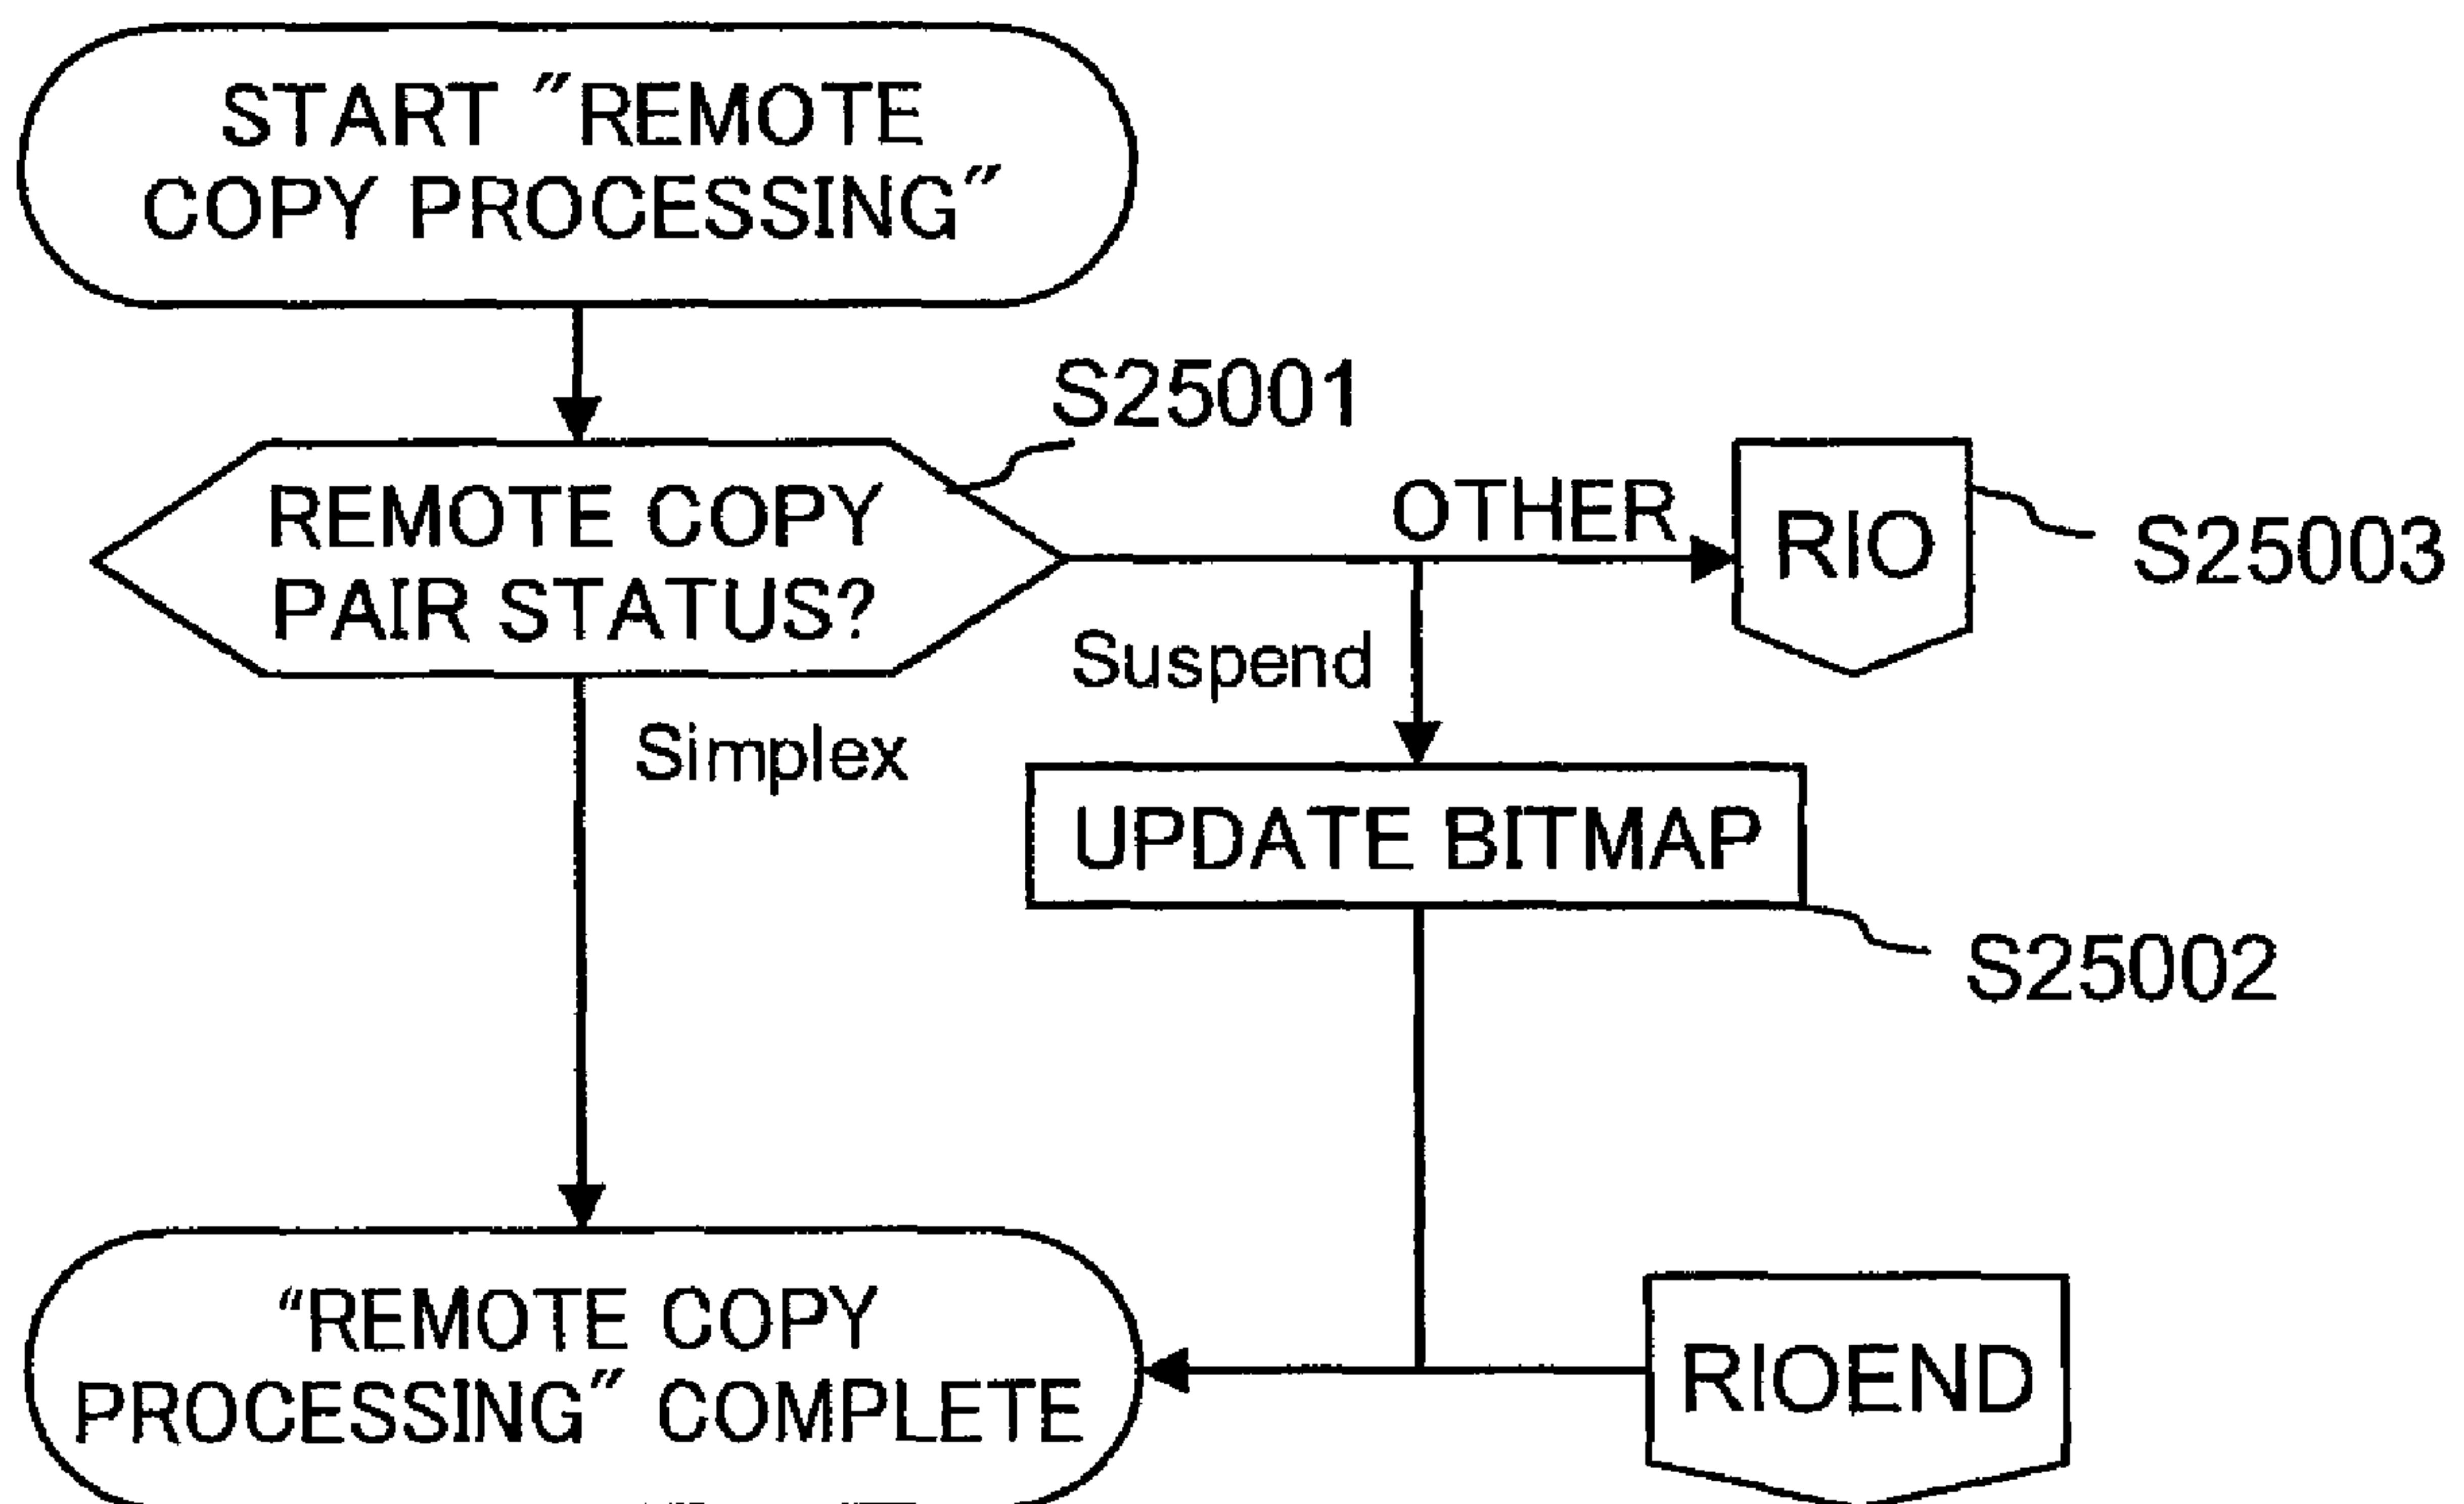 START "REMOTE
COPY PROCESSING"
S25001
REMOTE COPY
PAIR STATUS?
OTHER
RIO
S25003
Suspend
Simplex
UPDATE BITMAP
S25002
"REMOTE COPY
PROCESSING" COMPLETE
RIOEND